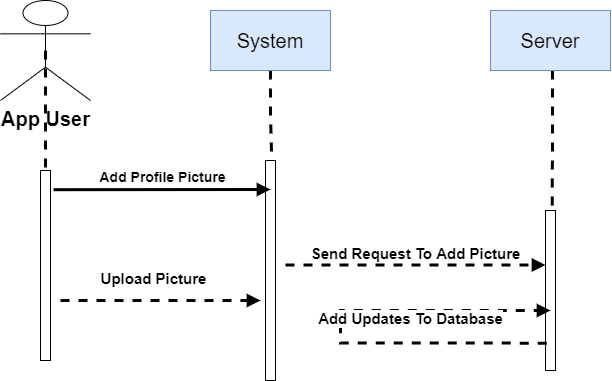 System
Server
App User
Add Profile Picture
Send Request To Add Picture
Upload Picture
Add Updates To Database